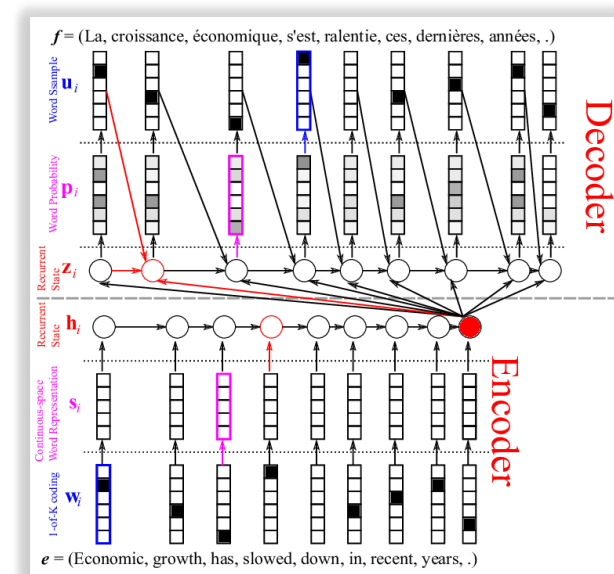 f = (La, croissance, économique, s'est, ralentie, ces, dernières, années, .)
Word Ssample
u_i
Word Probability
p_i
Decoder
Recurrent
State
z_i
Recurrent
State
h_i
Continuous-space
Word Representation
s_i
Encoder
1-of-K coding
w_i
e = (Economic, growth, has, slowed, down, in, recent, years, .)